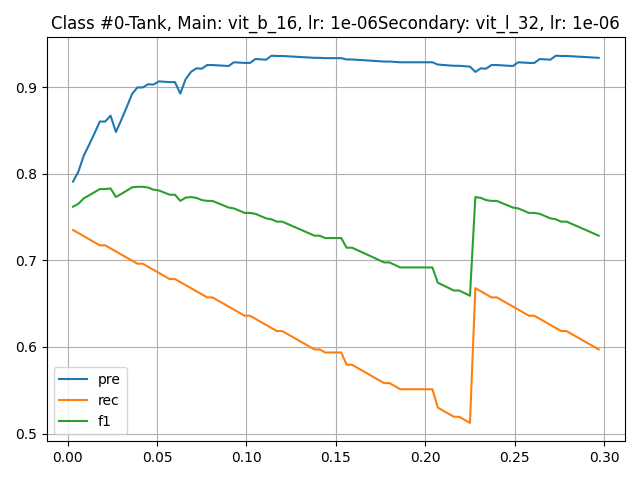 Class #0-Tank, Main: vit_b_16, lr: 1e-06Secondary: vit_l_32, lr: 1e-06
0.9
0.8
0.7
0.6
0.5
pre
rec
f1
0.00 0.05 0.10 0.15 0.20 0.25 0.30